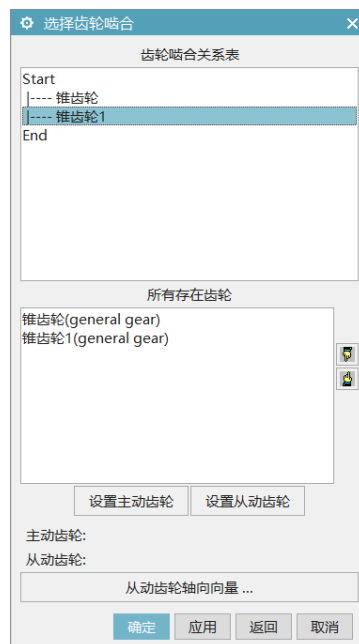 选择齿轮啮合
齿轮啮合关系表
Start
|---- 锥齿轮
|---- 锥齿轮1
End
所有存在齿轮
锥齿轮(general gear)
锥齿轮1(general gear)
设置主动齿轮 设置从动齿轮
主动齿轮:
从动齿轮:
从动齿轮轴向向量 ...
确定 应用 返回 取消